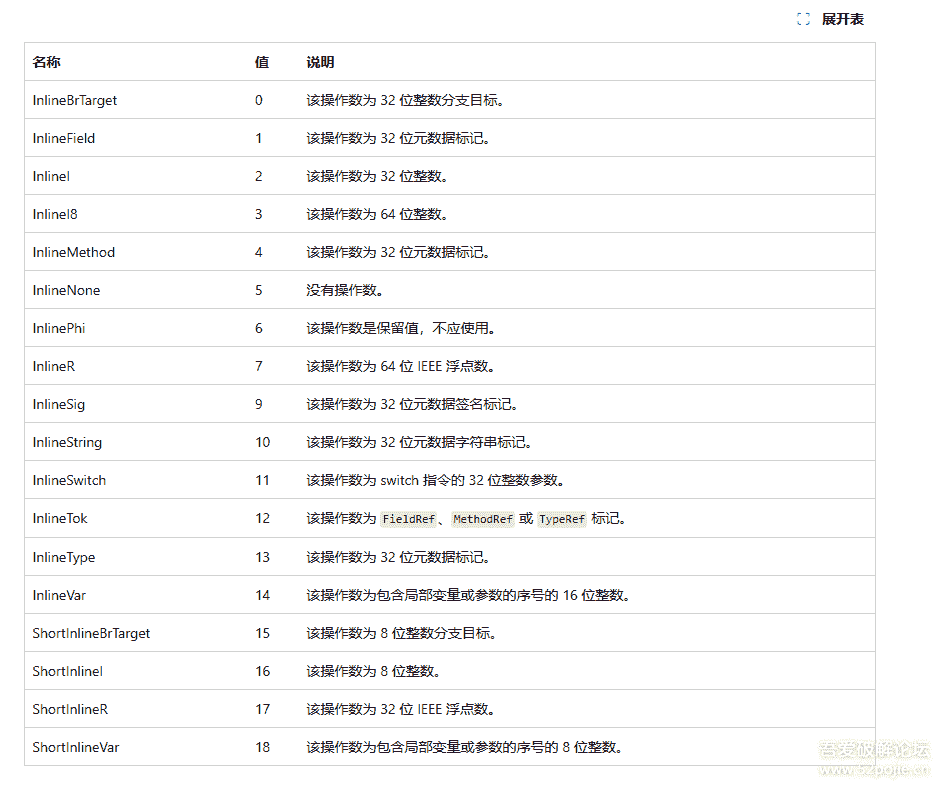 展开表
名称 值 说明
InlineBrTarget 0 该操作数为 32 位整数分支目标。
InlineField 1 该操作数为 32 位元数据标记。
InlineI 2 该操作数为 32 位整数。
InlineI8 3 该操作数为 64 位整数。
InlineMethod 4 该操作数为 32 位元数据标记。
InlineNone 5 没有操作数。
InlinePhi 6 该操作数是保留值，不应使用。
InlineR 7 该操作数为 64 位 IEEE 浮点数。
InlineSig 9 该操作数为 32 位元数据签名标记。
InlineString 10 该操作数为 32 位元数据字符串标记。
InlineSwitch 11 该操作数为 switch 指令的 32 位整数参数。
InlineTok 12 该操作数为 FieldRef、MethodRef 或 TypeRef 标记。
InlineType 13 该操作数为 32 位元数据标记。
InlineVar 14 该操作数为包含局部变量或参数的序号的 16 位整数。
ShortInlineBrTarget 15 该操作数为 8 位整数分支目标。
ShortInlineI 16 该操作数为 8 位整数。
ShortInlineR 17 该操作数为 32 位 IEEE 浮点数。
ShortInlineVar 18 该操作数为包含局部变量或参数的序号的 8 位整数。
吾爱破解论坛
www.52pojie.cn